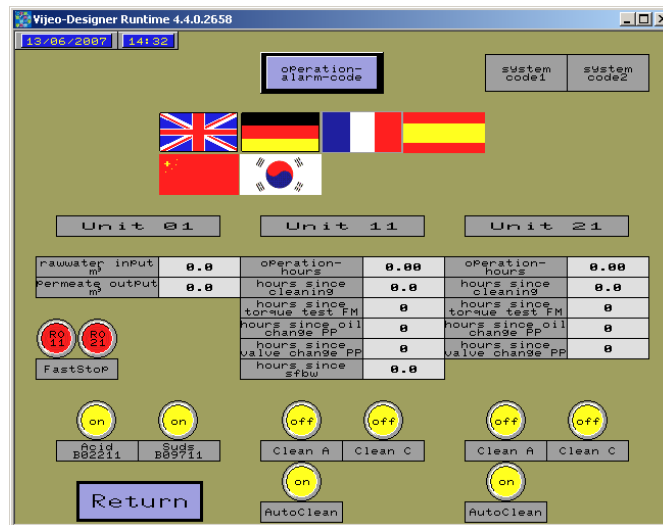 Vijeo-Designer Runtime 4.4.0.2658
13/06/2007 14:32
operation-
alarm-code
system
code1
system
code2
Unit 01
Unit 11
Unit 21
rawwater input
m³
0.0
permeate output
m³
0.0
operation-
hours
0.00
hours since
cleaning
0.0
hours since
torque test FM
0
hours since oil
change PP
0
hours since
valve change PP
0
hours since
sfbw
0.0
operation-
hours
0.00
hours since
cleaning
0.0
hours since
torque test FM
0
hours since oil
change PP
0
hours since
valve change PP
0
RO
11
RO
21
FastStop
on
Acid
B02211
on
Suds
B09711
off
Clean A
off
Clean C
on
AutoClean
off
Clean A
off
Clean C
on
AutoClean
Return